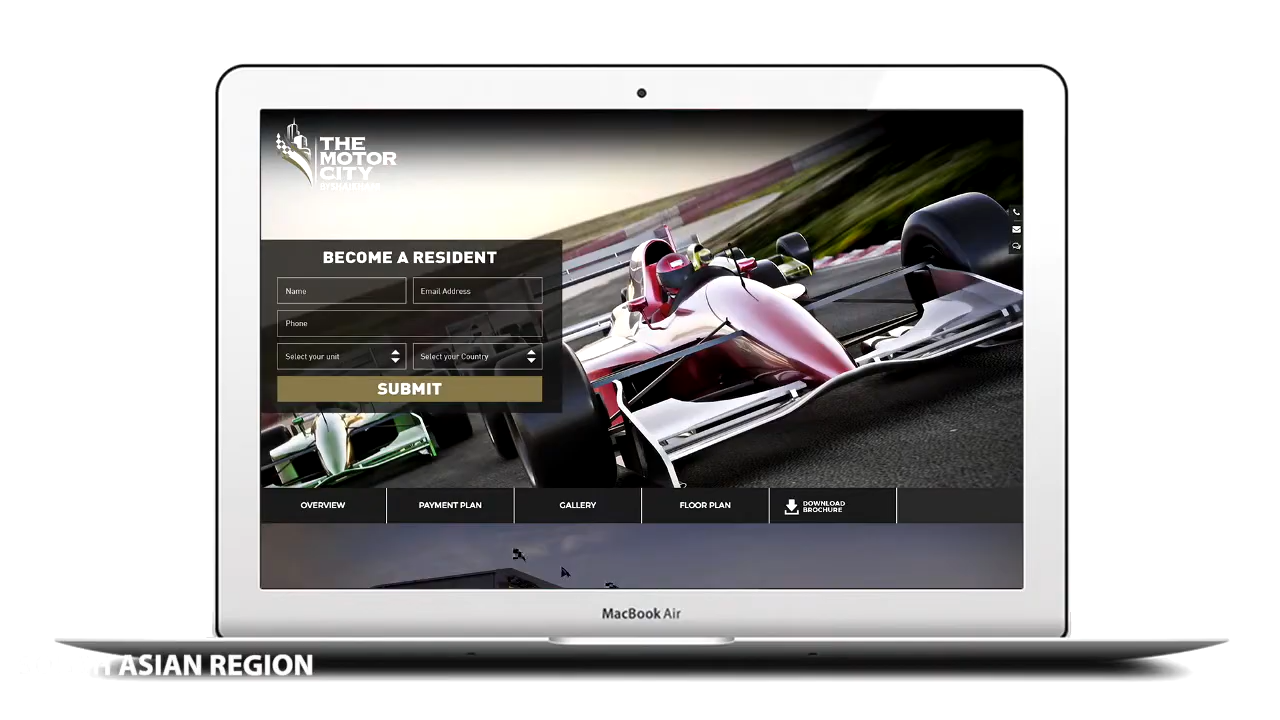 THE
MOTOR
CITY
BECOME A RESIDENT
Name
Email Address
Phone
Select your unit
Select your Country
SUBMIT
OVERVIEW
PAYMENT PLAN
GALLERY
FLOOR PLAN
DOWNLOAD
BROCHURE
MacBook Air
ASIAN REGION